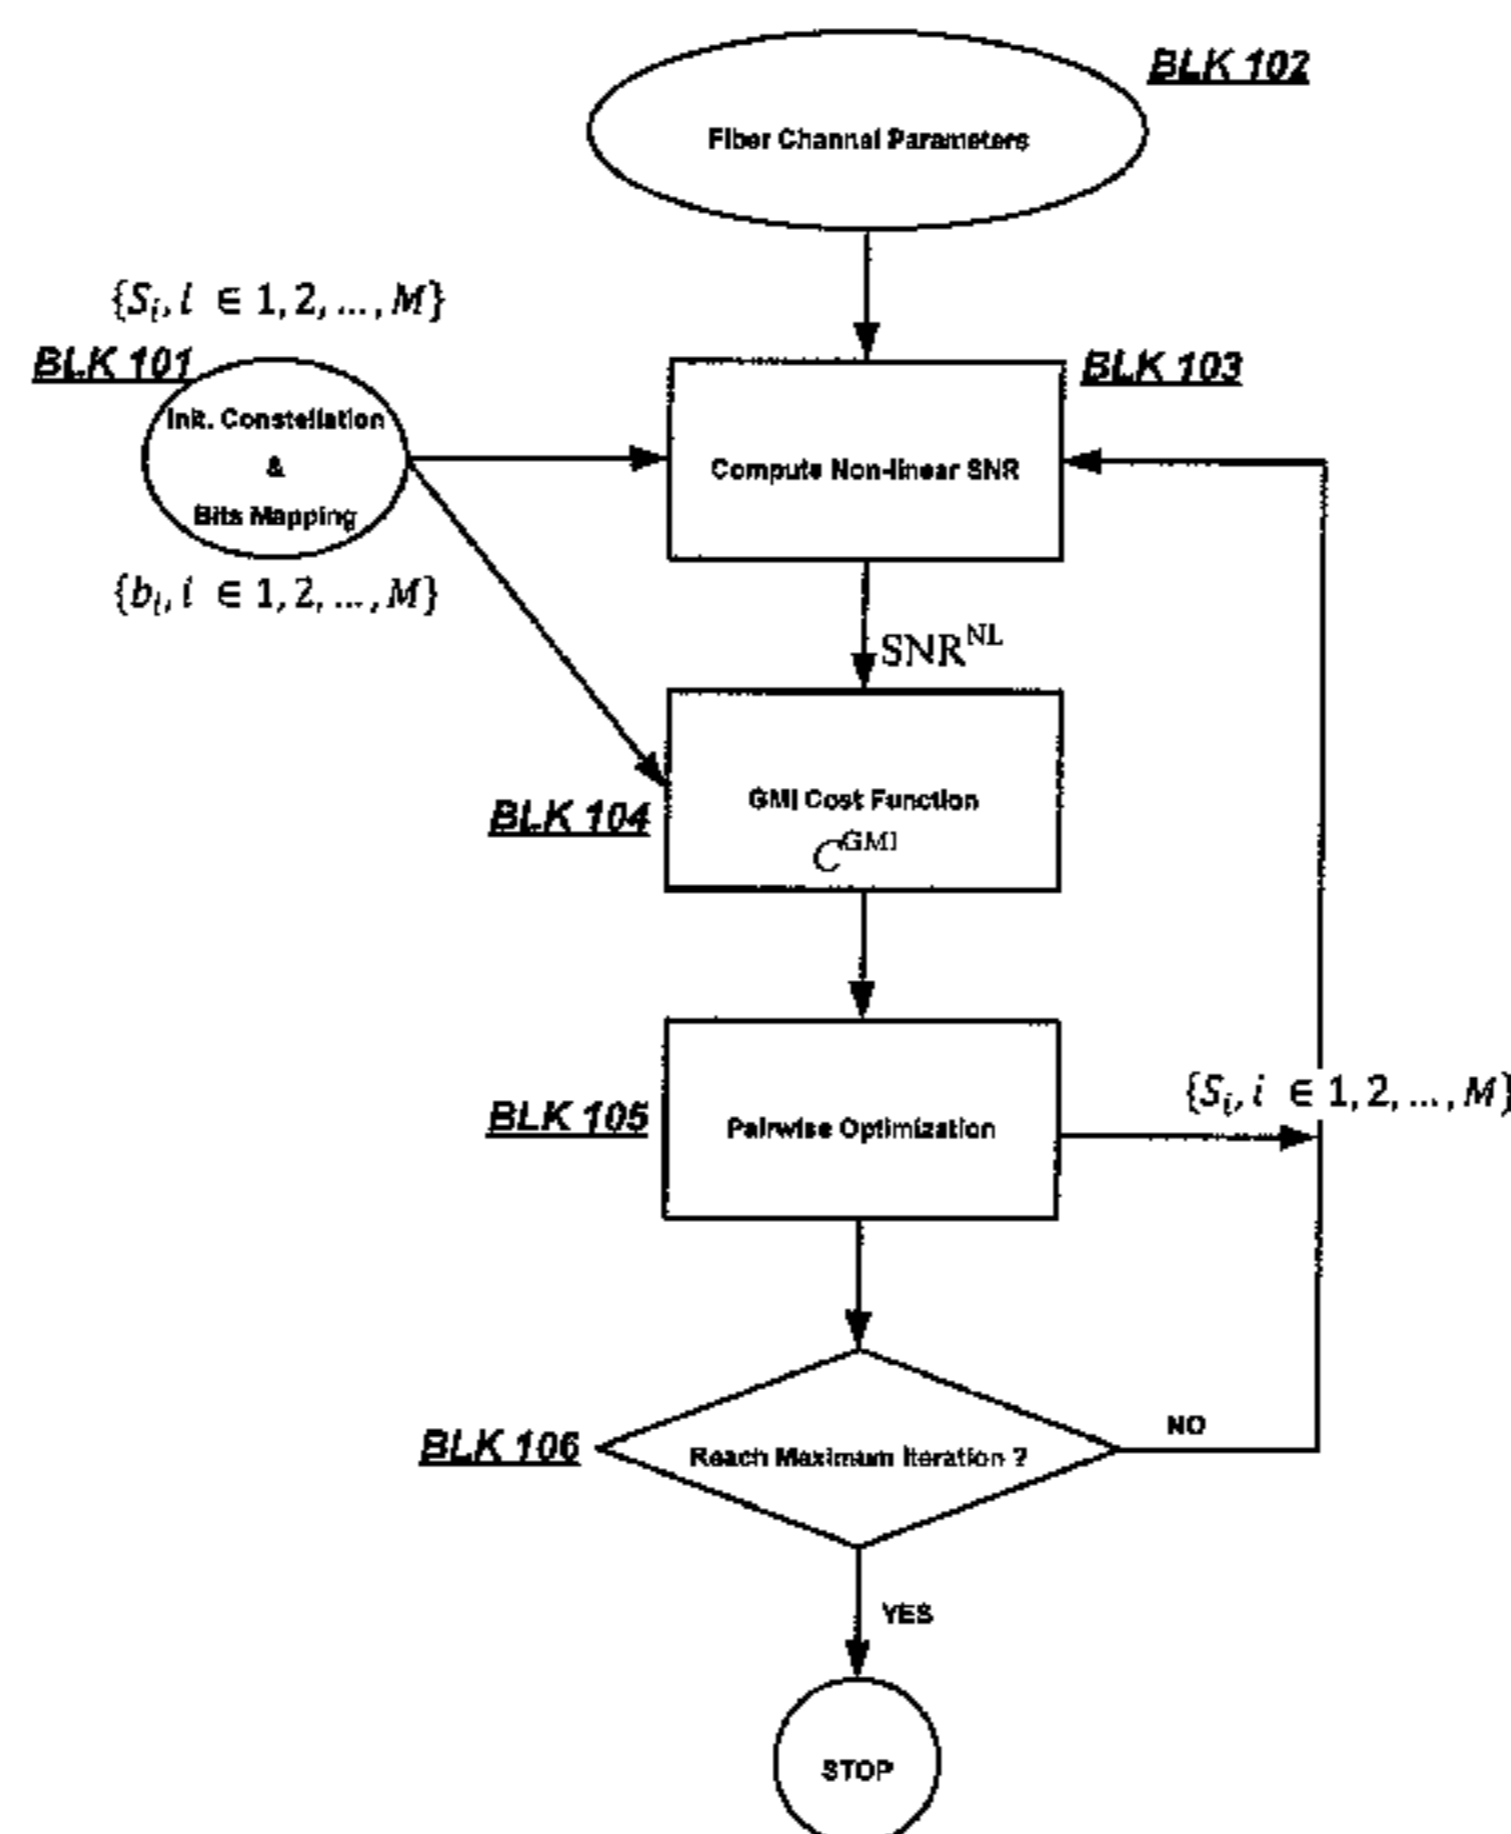 BLK 102
Fiber Channel Parameters
{S_i, i ∈ 1, 2, ..., M}
BLK 101
BLK 103
Init. Constellation
&
Bits Mapping
Compute Non-linear SNR
{b_i, i ∈ 1, 2, ..., M}
SNR^NL
BLK 104
GMI Cost Function
C^GMI
{S_i, i ∈ 1, 2, ..., M}
BLK 105
Pairwise Optimization
NO
BLK 106
Reach Maximum Iteration ?
YES
STOP